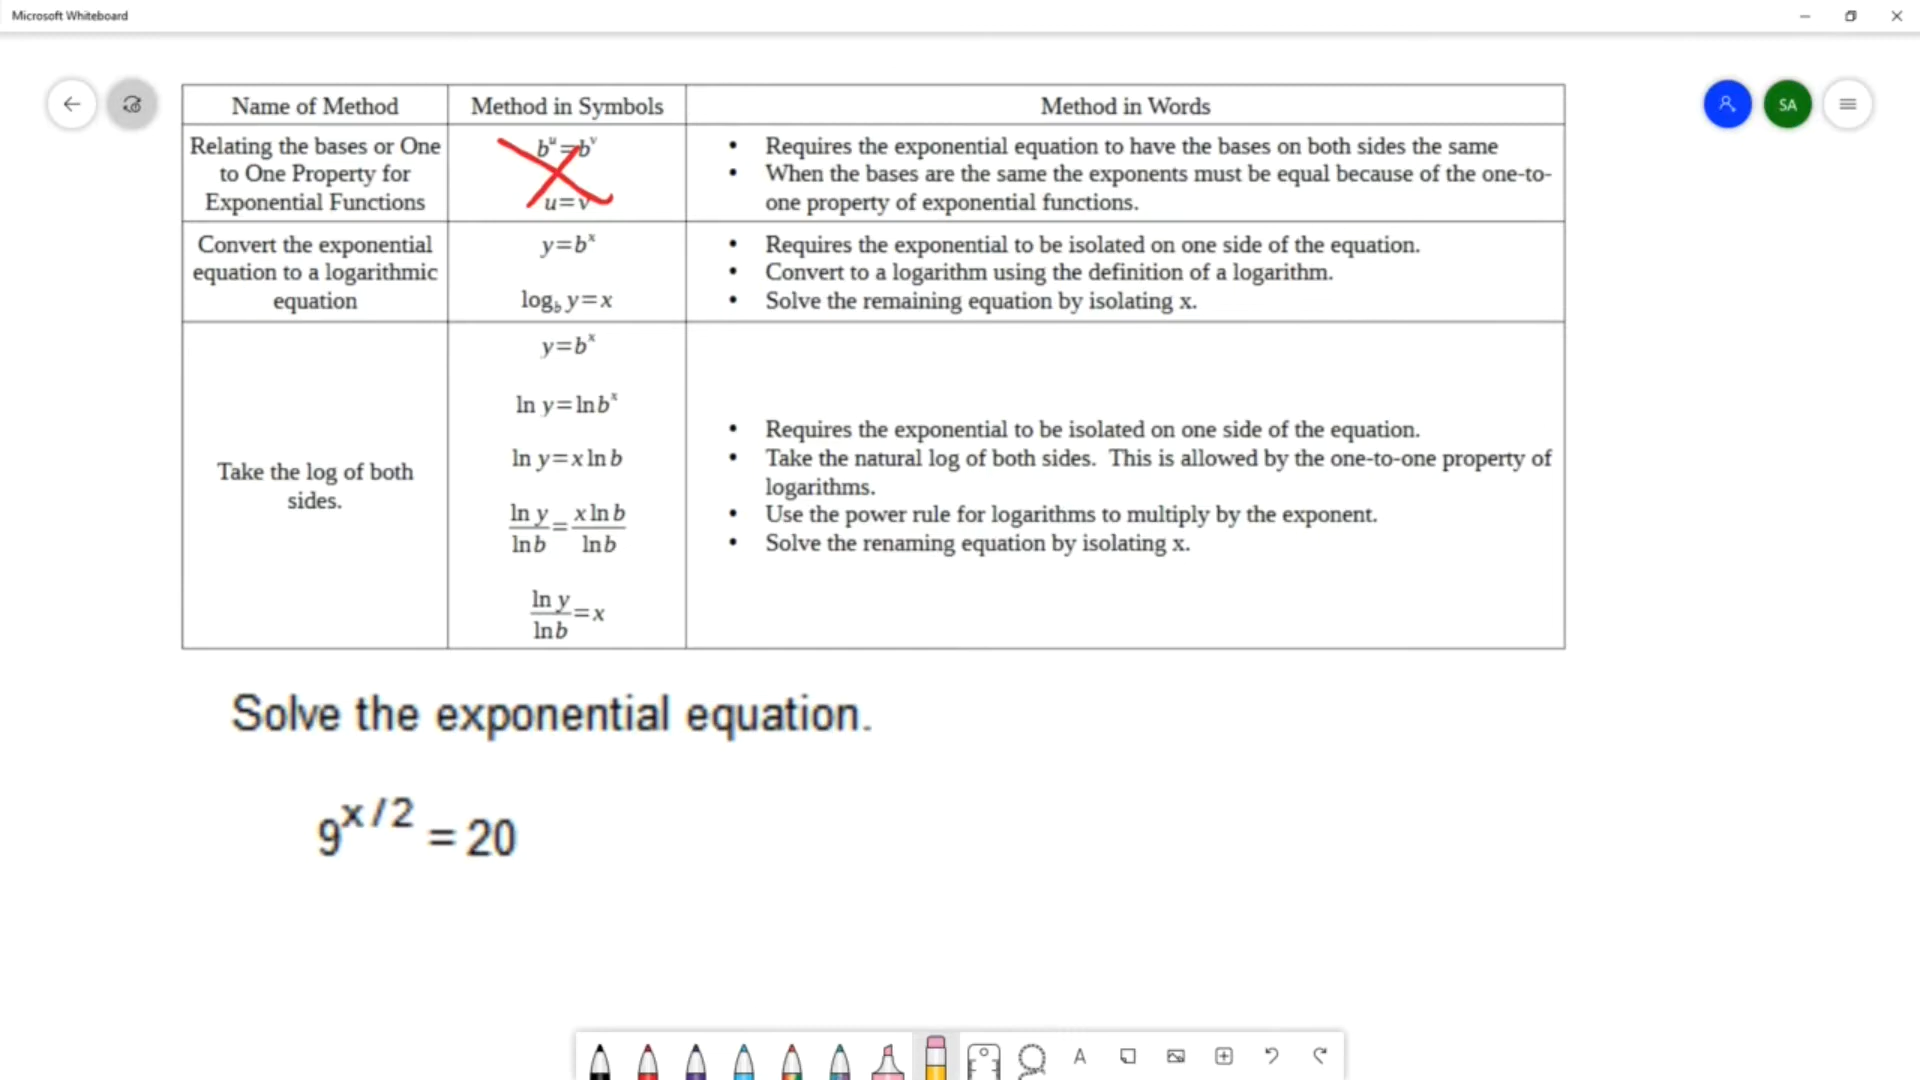 Microsoft Whiteboard
SA
Name of Method
Method in Symbols
Method in Words
Relating the bases or One
to One Property for
Exponential Functions
b^u=b^v
u=v
• Requires the exponential equation to have the bases on both sides the same
• When the bases are the same the exponents must be equal because of the one-to-
one property of exponential functions.
Convert the exponential
equation to a logarithmic
equation
y=b^x
log_b y=x
• Requires the exponential to be isolated on one side of the equation.
• Convert to a logarithm using the definition of a logarithm.
• Solve the remaining equation by isolating x.
Take the log of both
sides.
y=b^x
ln y=ln b^x
ln y=x ln b
ln y / ln b = x ln b / ln b
ln y / ln b = x
• Requires the exponential to be isolated on one side of the equation.
• Take the natural log of both sides. This is allowed by the one-to-one property of
logarithms.
• Use the power rule for logarithms to multiply by the exponent.
• Solve the renaming equation by isolating x.
Solve the exponential equation.
9^x/2 = 20
A